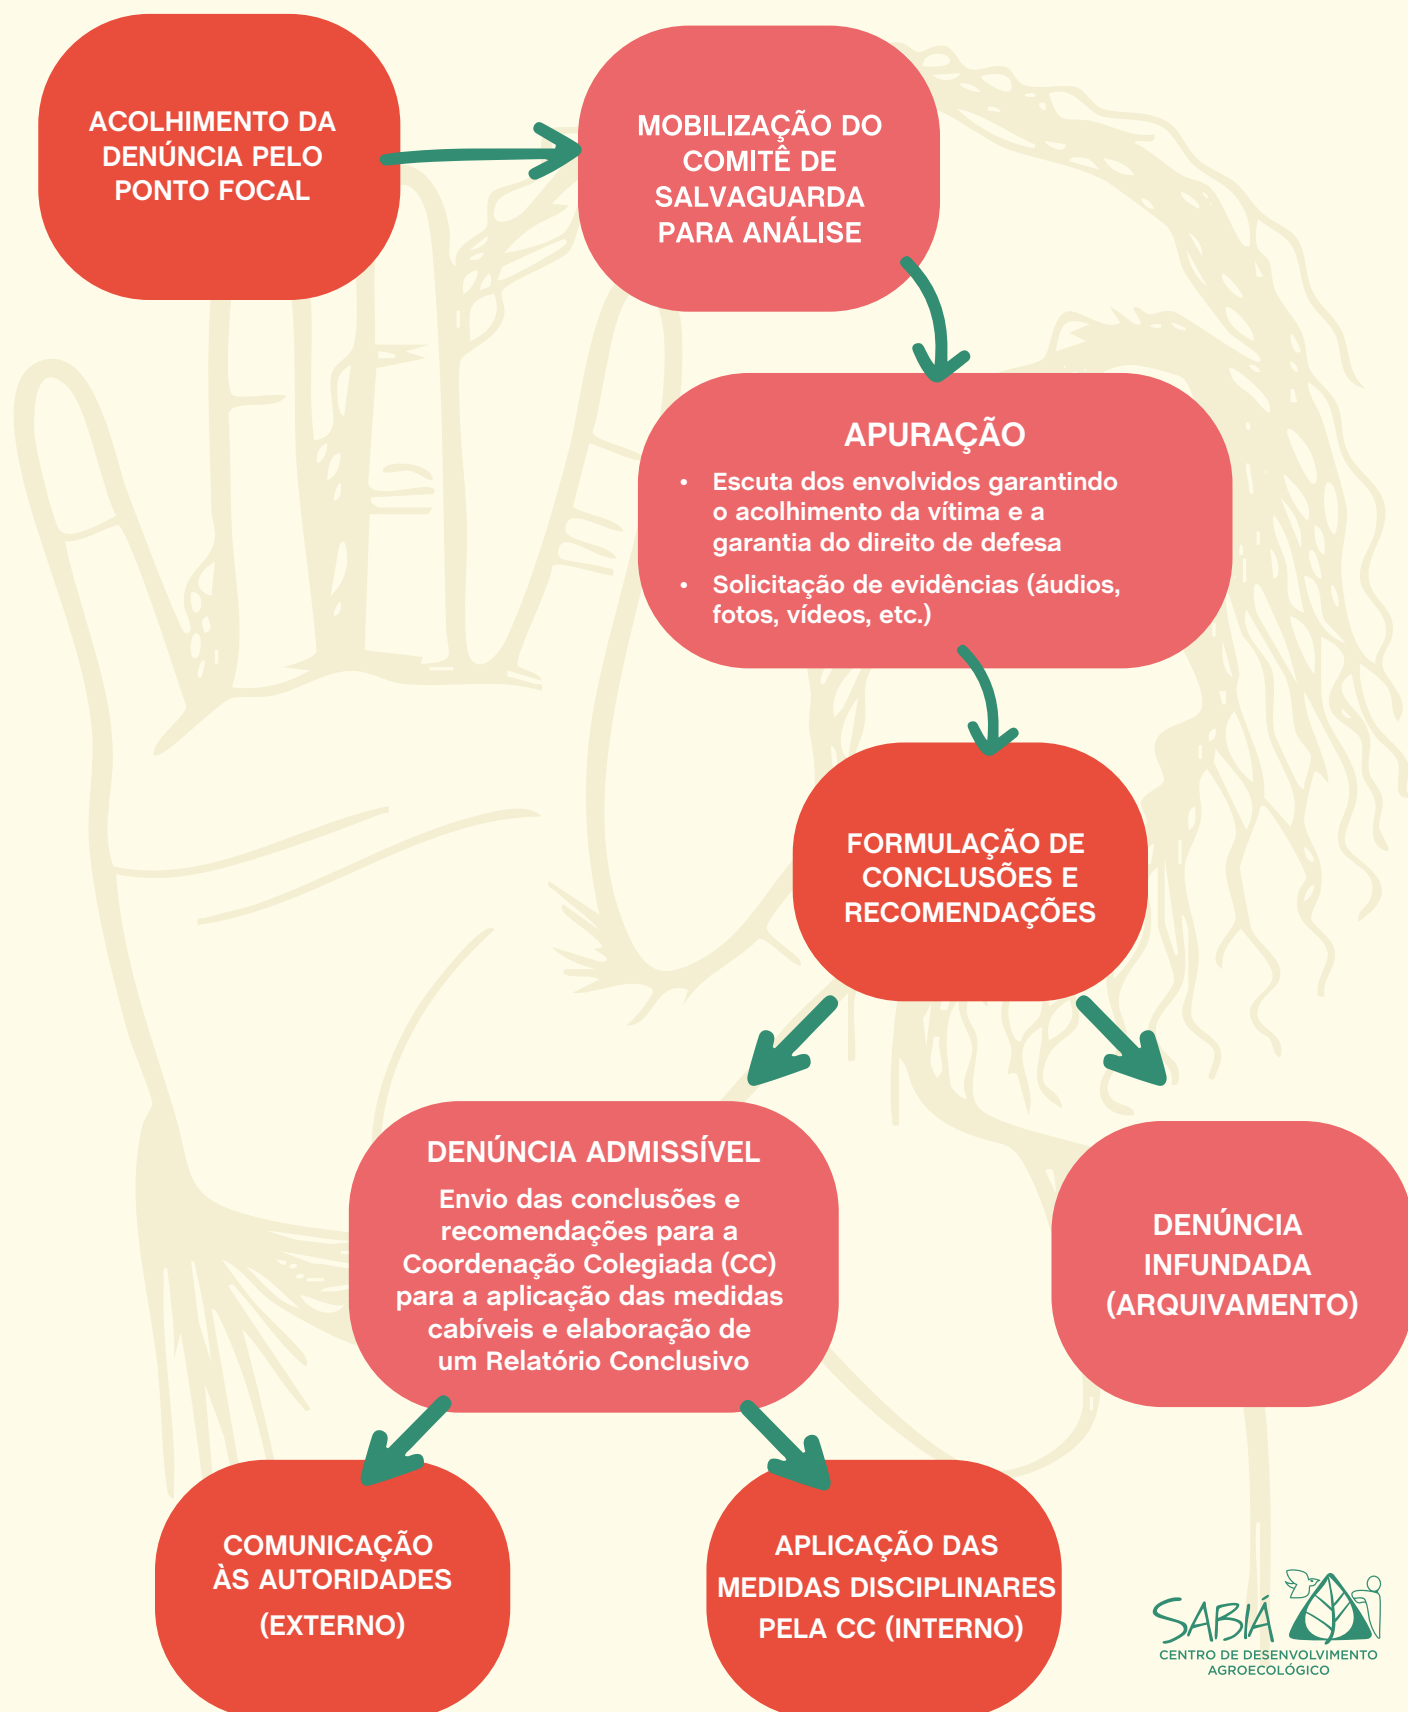 ACOLHIMENTO DA
DENÚNCIA PELO
PONTO FOCAL
MOBILIZAÇÃO DO
COMITÊ DE
SALVAGUARDA
PARA ANÁLISE
APURAÇÃO
• Escuta dos envolvidos garantindo
o acolhimento da vítima e a
garantia do direito de defesa
• Solicitação de evidências (áudios,
fotos, vídeos, etc.)
FORMULAÇÃO DE
CONCLUSÕES E
RECOMENDAÇÕES
DENÚNCIA ADMISSÍVEL
Envio das conclusões e
recomendações para a
Coordenação Colegiada (CC)
para a aplicação das medidas
cabíveis e elaboração de
um Relatório Conclusivo
DENÚNCIA
INFUNDADA
(ARQUIVAMENTO)
COMUNICAÇÃO
ÀS AUTORIDADES
(EXTERNO)
APLICAÇÃO DAS
MEDIDAS DISCIPLINARES
PELA CC (INTERNO)
SABIÁ
CENTRO DE DESENVOLVIMENTO
AGROECOLÓGICO